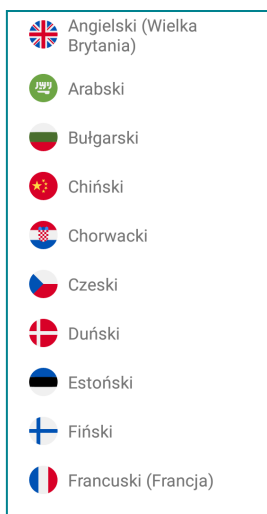 Angielski (Wielka
Brytania)
Arabski
Bułgarski
Chiński
Chorwacki
Czeski
Duński
Estoński
Fiński
Francuski (Francja)